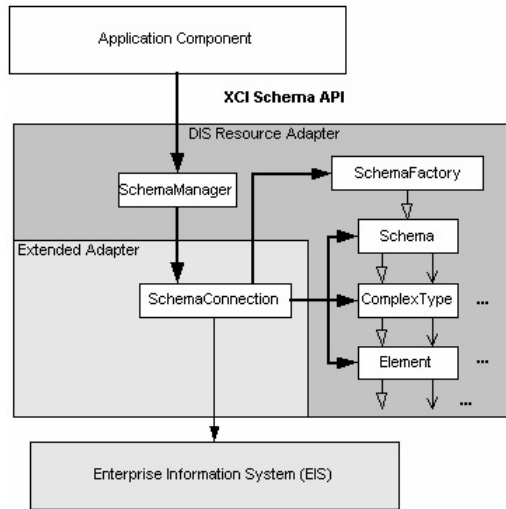 Application Component
XCI Schema API
DIS Resource Adapter
SchemaManager
SchemaFactory
Schema
Extended Adapter
SchemaConnection
ComplexType
...
Element
...
...
Enterprise Information System (EIS)